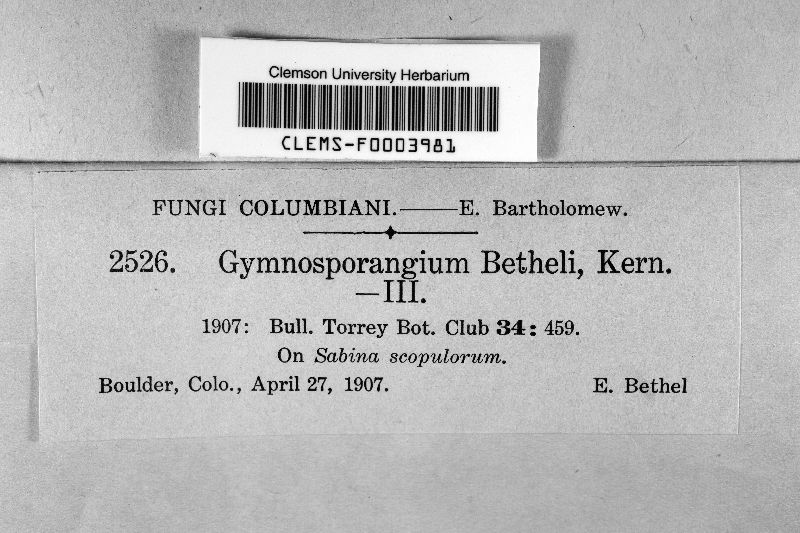 Clemson University Herbarium
CLEMS-F0003981
FUNGI COLUMBIANI.——E. Bartholomew.
2526. Gymnosporangium Betheli, Kern.
—III.
1907: Bull. Torrey Bot. Club 34: 459.
On Sabina scopulorum.
Boulder, Colo., April 27, 1907. E. Bethel